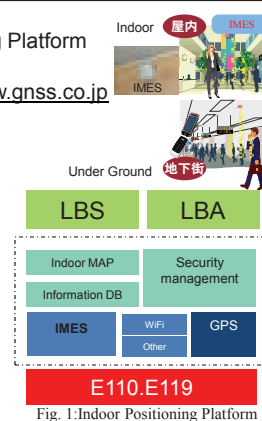 Indoor 屋内 IMES
g Platform
IMES
w.gnss.co.jp
Under Ground 地下街
LBS LBA
Indoor MAP Security
management
Information DB
IMES WiFi GPS
Other
E110.E119
Fig. 1:Indoor Positioning Platform